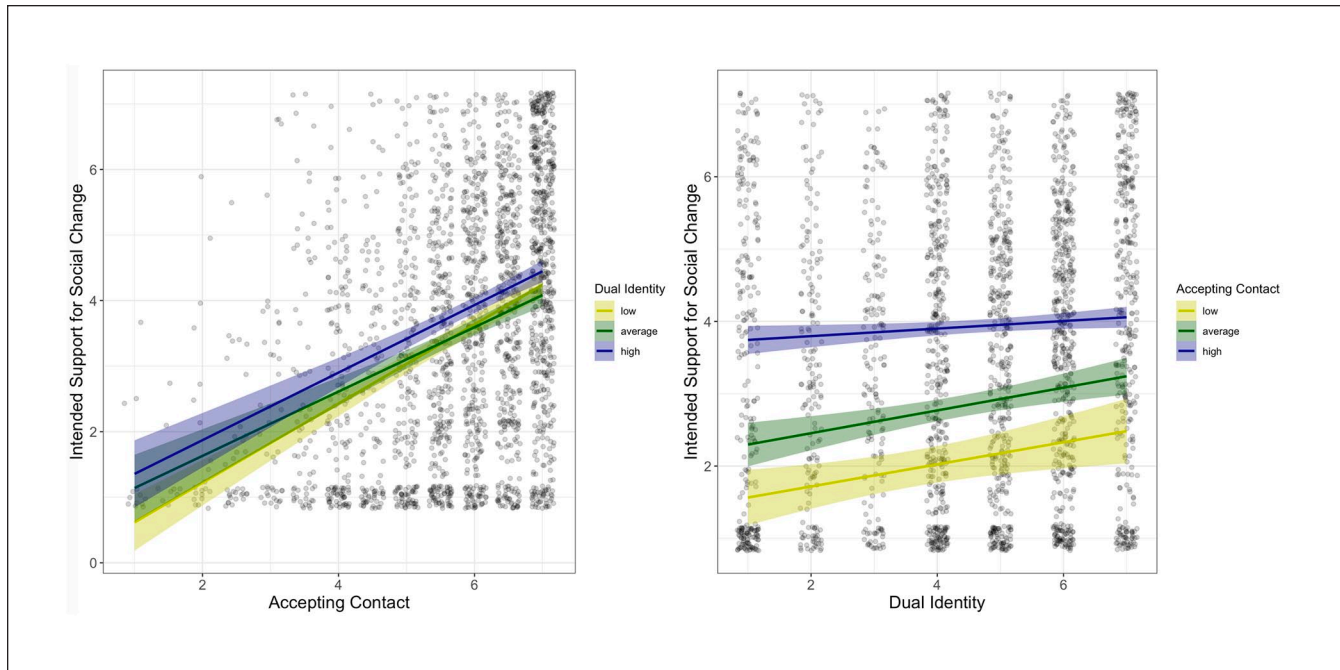 Intended Support for Social Change
6
4
2
0
2
4
6
Accepting Contact
Dual Identity
low
average
high
Intended Support for Social Change
6
4
2
2
4
6
Dual Identity
Accepting Contact
low
average
high